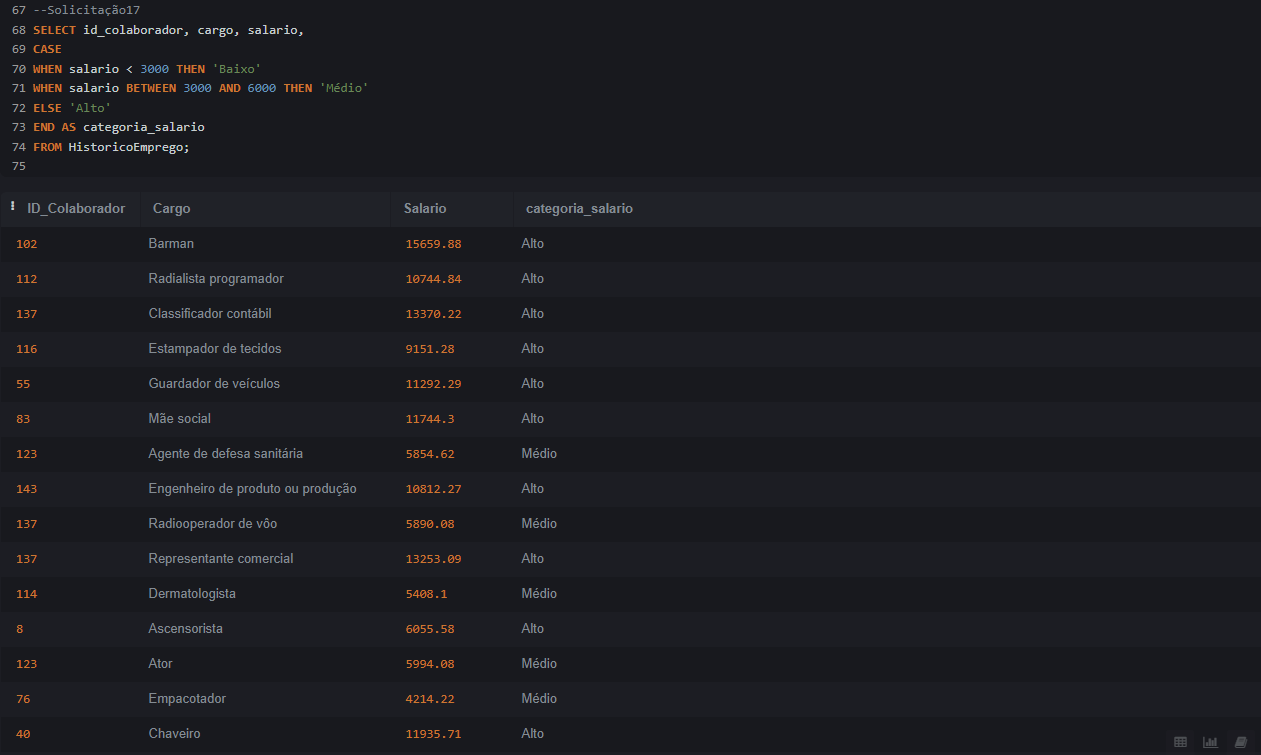 67 --Solicitação17
68 SELECT id_colaborador, cargo, salario,
69 CASE
70 WHEN salario < 3000 THEN 'Baixo'
71 WHEN salario BETWEEN 3000 AND 6000 THEN 'Médio'
72 ELSE 'Alto'
73 END AS categoria_salario
74 FROM HistoricoEmprego;
75
ID_Colaborador Cargo Salario categoria_salario
102 Barman 15659.88 Alto
112 Radialista programador 10744.84 Alto
137 Classificador contábil 13370.22 Alto
116 Estampador de tecidos 9151.28 Alto
55 Guardador de veículos 11292.29 Alto
83 Mãe social 11744.3 Alto
123 Agente de defesa sanitária 5854.62 Médio
143 Engenheiro de produto ou produção 10812.27 Alto
137 Radiooperador de vôo 5890.08 Médio
137 Representante comercial 13253.09 Alto
114 Dermatologista 5408.1 Médio
8 Ascensorista 6055.58 Alto
123 Ator 5994.08 Médio
76 Empacotador 4214.22 Médio
40 Chaveiro 11935.71 Alto